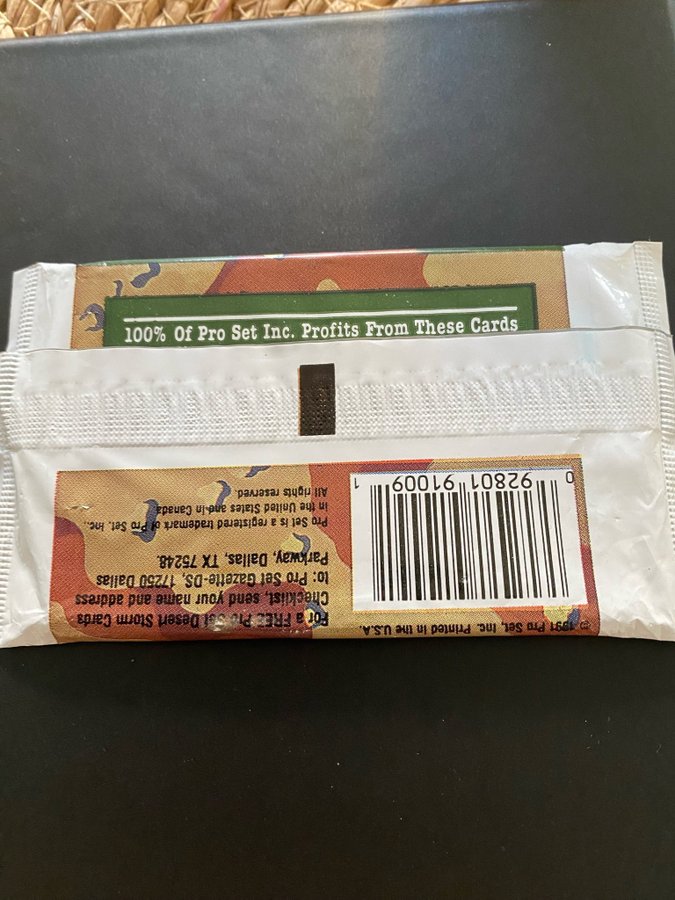 100% Of Pro Set Inc. Profits From These Cards
© 1991 Pro Set, Inc. Printed in the U.S.A.
0 92801 91009 1
For a FREE Pro Set Desert Storm Cards
Checklist, send your name and address
to: Pro Set Gazette-DS, 17250 Dallas
Parkway, Dallas, TX 75248.
Pro Set is a registered trademark of Pro Set, Inc.,
in the United States and in Canada
All rights reserved